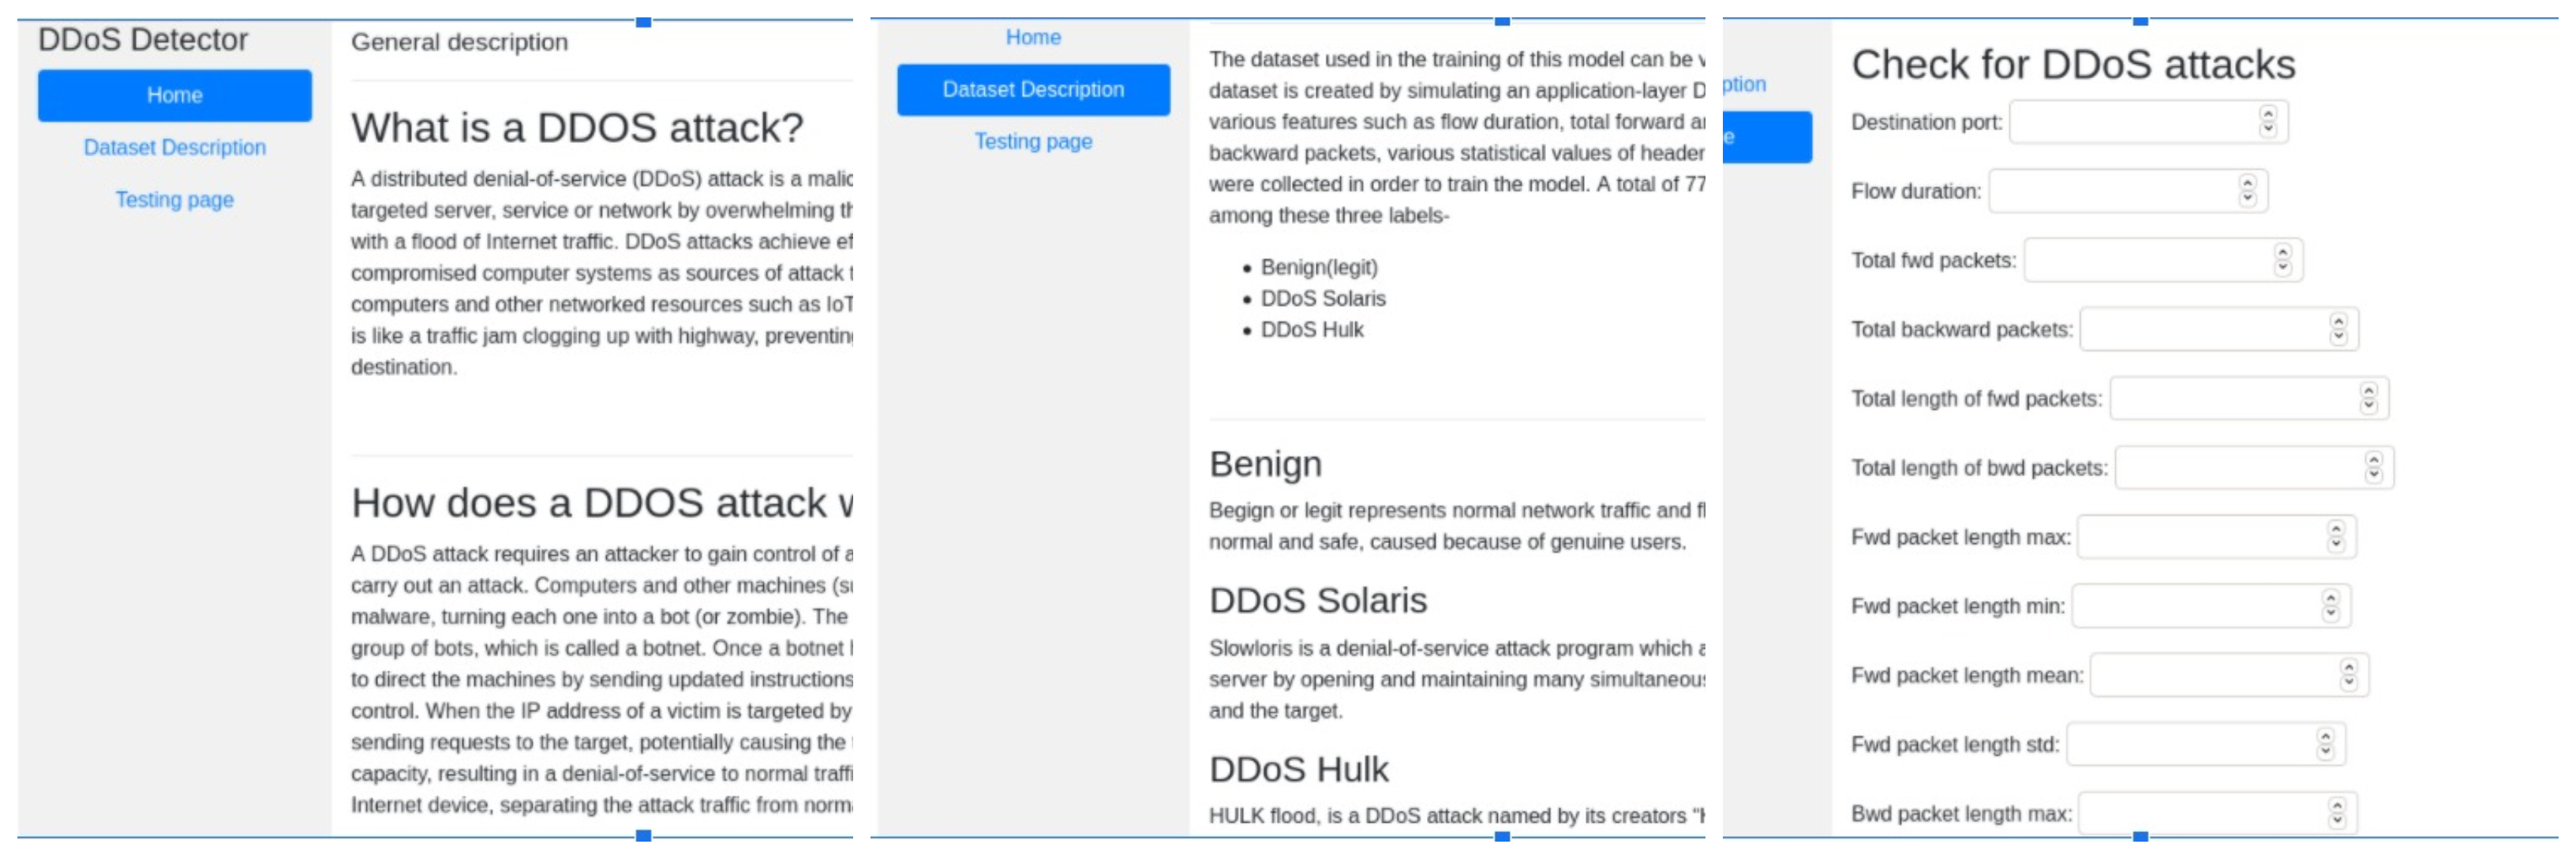 DDoS Detector
Home
Dataset Description
Testing page
General description
What is a DDOS attack?
A distributed denial-of-service (DDoS) attack is a
targeted server, service or network by overwhelming
with a flood of Internet traffic. DDoS attacks achieve
compromised computer systems as sources of attack
computers and other networked resources such as IoT
is like a traffic jam clogging up with highway,
destination.
How does a DDOS attack
A DDoS attack requires an attacker to gain control of a
carry out an attack. Computers and other machines
malware, turning each one into a bot (or zombie). The
group of bots, which is called a botnet. Once a botnet
to direct the machines by sending updated instructions
control. When the IP address of a victim is targeted by
sending requests to the target, potentially causing the
capacity, resulting in a denial-of-service to normal
Internet device, separating the attack traffic from
Home
Dataset Description
Testing page
The dataset used in the training of this model can be
dataset is created by simulating an application-layer D
various features such as flow duration, total forward
backward packets, various statistical values of header
were collected in order to train the model. A total of 77
among these three labels-
• Benign(legit)
• DDoS Solaris
• DDoS Hulk
Benign
Begign or legit represents normal network traffic and
normal and safe, caused because of genuine users.
DDoS Solaris
Slowloris is a denial-of-service attack program which
server by opening and maintaining many
and the target.
DDoS Hulk
HULK flood, is a DDoS attack named by its creators "
ption
e
Check for DDoS attacks
Destination port:
Flow duration:
Total fwd packets:
Total backward packets:
Total length of fwd packets:
Total length of bwd packets:
Fwd packet length max:
Fwd packet length min:
Fwd packet length mean:
Fwd packet length std:
Bwd packet length max: